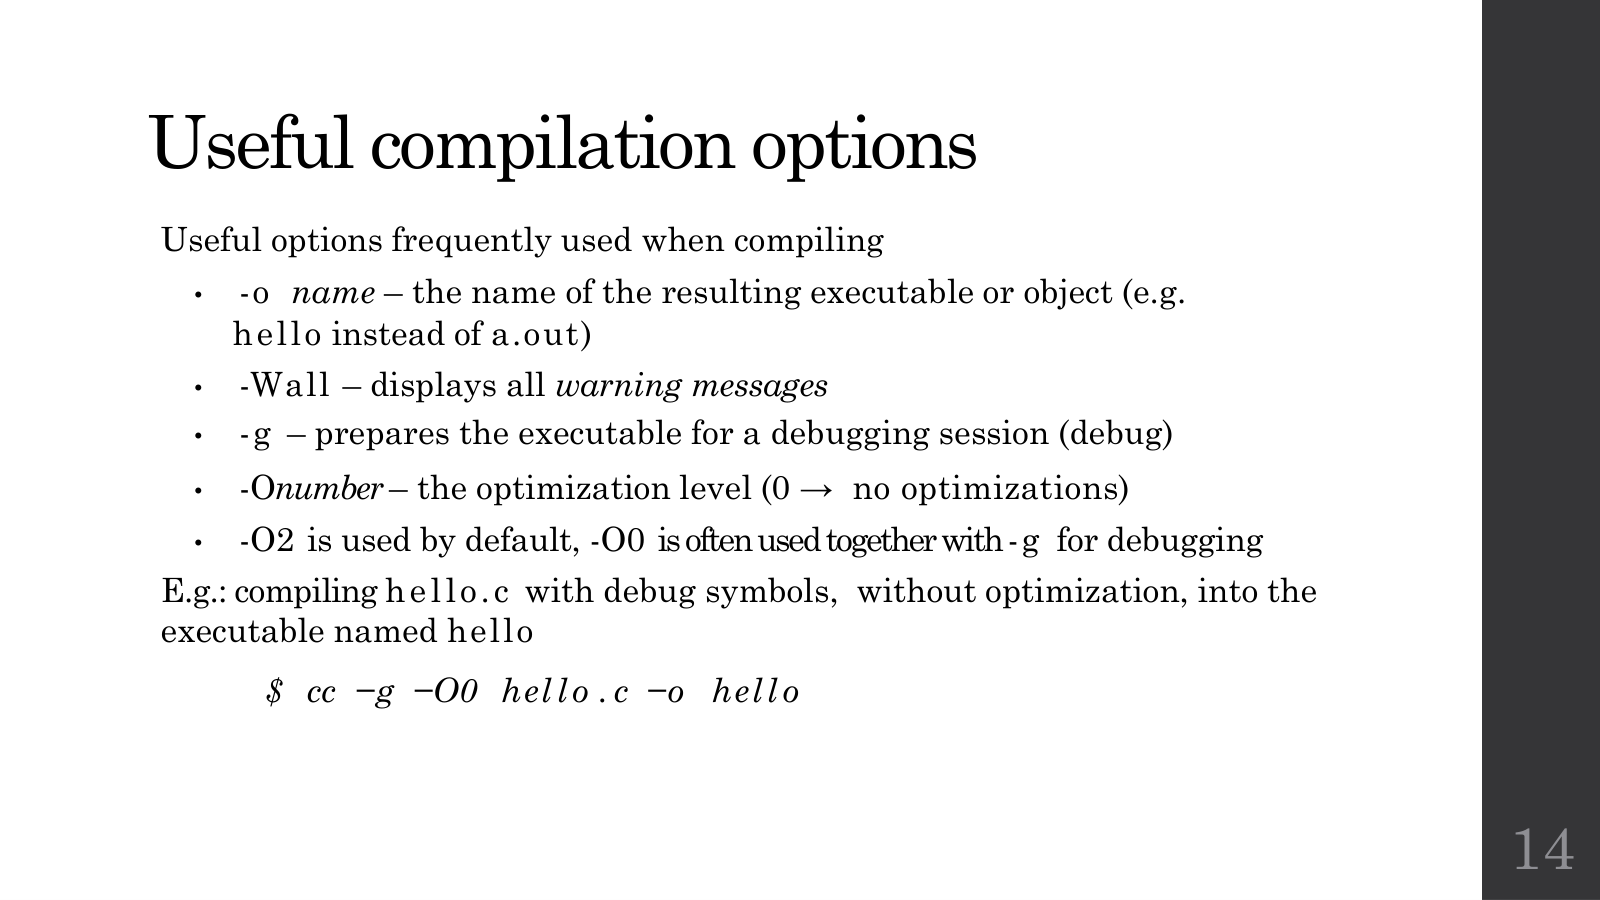 Useful compilation options
Useful options frequently used when compiling
• -o name – the name of the resulting executable or object (e.g.
hello instead of a.out)
• -Wall – displays all warning messages
• -g – prepares the executable for a debugging session (debug)
• -Onumber – the optimization level (0 → no optimizations)
• -O2 is used by default, -O0 is often used together with -g for debugging
E.g.: compiling hello.c with debug symbols, without optimization, into the
executable named hello
$ cc −g −O0 hello.c −o hello
14